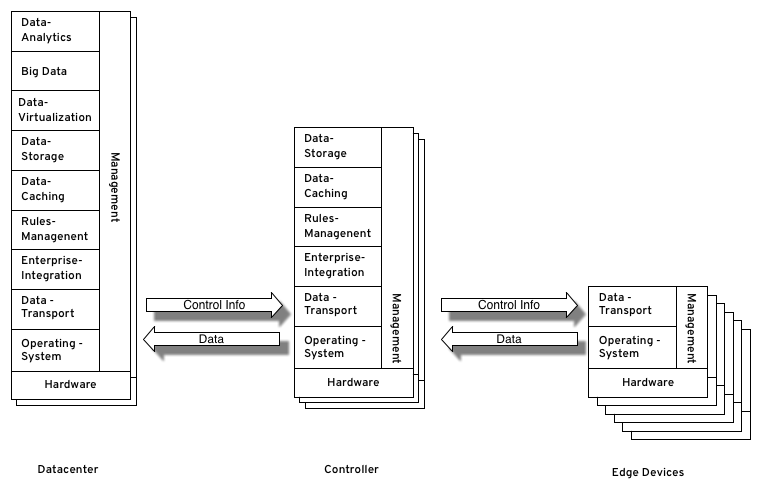 Data-
Analytics
Big Data
Data-
Virtualization
Data-
Storage
Data-
Caching
Rules-
Management
Enterprise-
Integration
Data -
Transport
Operating -
System
Management
Hardware
Datacenter
Control Info
Data
Data-
Storage
Data-
Caching
Rules-
Management
Enterprise-
Integration
Data -
Transport
Operating -
System
Management
Hardware
Controller
Control Info
Data
Data -
Transport
Operating -
System
Management
Hardware
Edge Devices